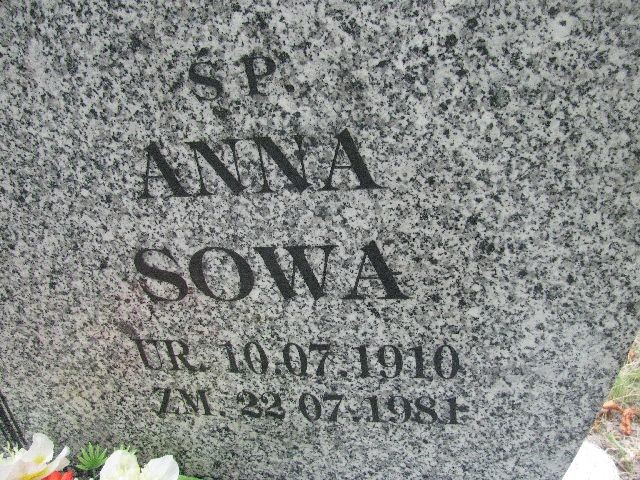 Ś.P.
ANNA
SOWA
UR. 10.07.1910
ZM. 22.07.1981